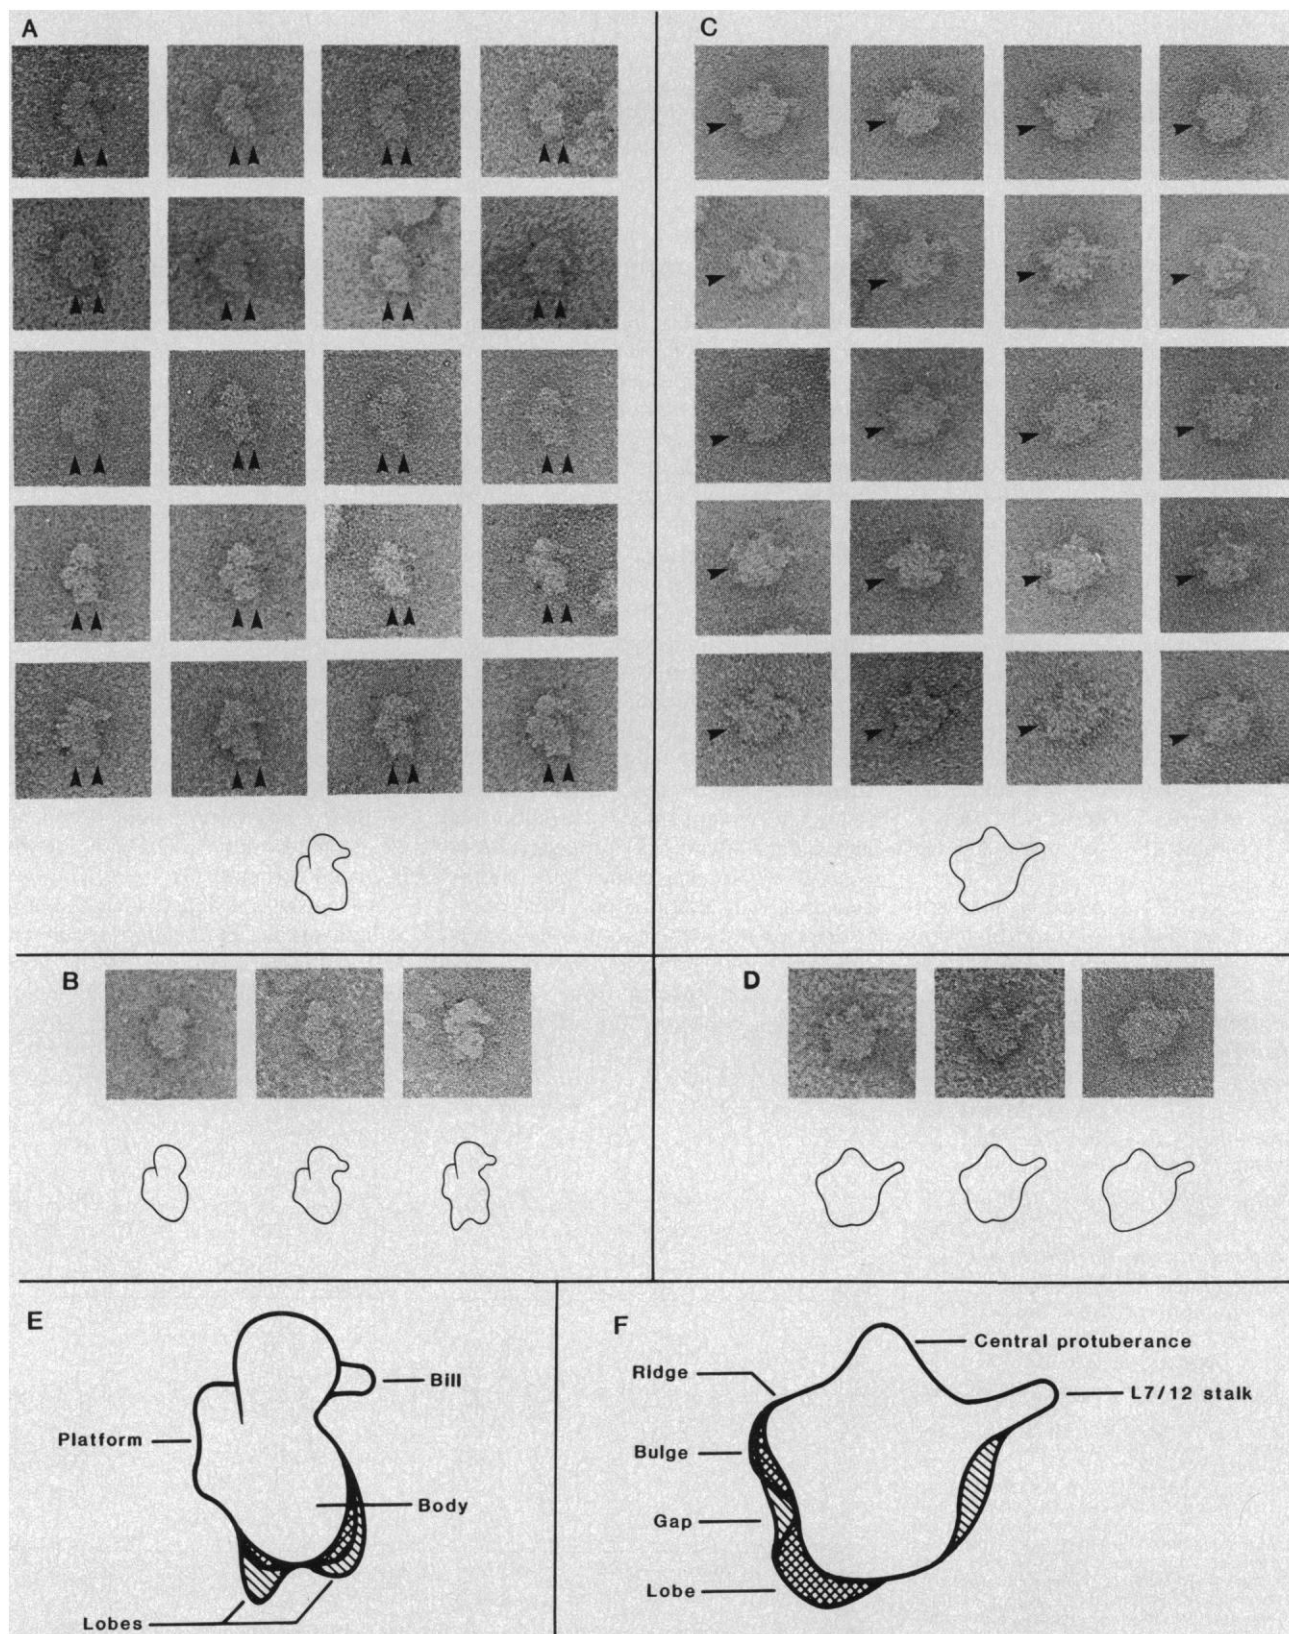 A
C
B
D
E
Bill
Platform
Body
Lobes
F
Central protuberance
Ridge
L7/12 stalk
Bulge
Gap
Lobe